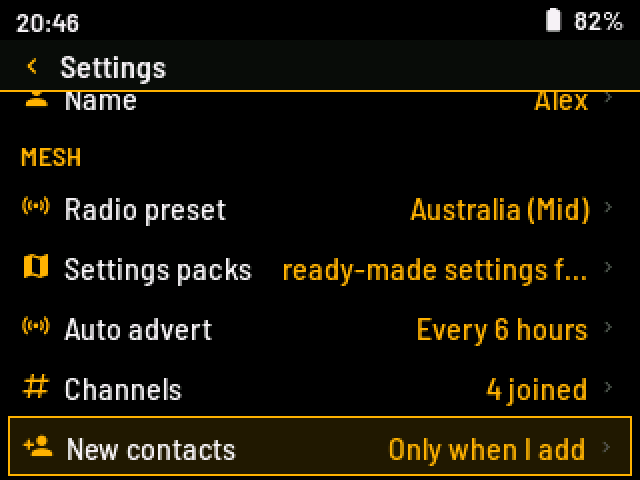 20:46 82%
Settings
Name Alex
MESH
Radio preset Australia (Mid)
Settings packs ready-made settings f...
Auto advert Every 6 hours
Channels 4 joined
New contacts Only when I add